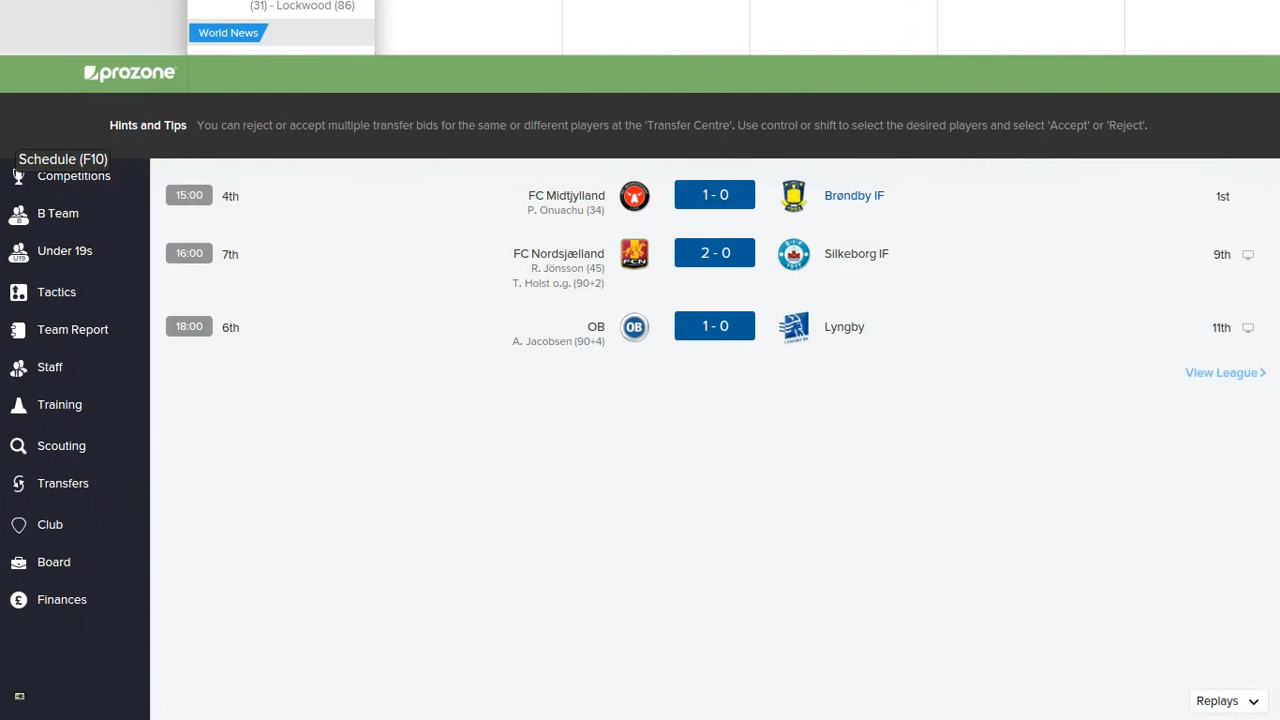 (31) - Lockwood (86)
World News
prozone
Hints and Tips You can reject or accept multiple transfer bids for the same or different players at the 'Transfer Centre'. Use control or shift to select the desired players and select 'Accept' or 'Reject'.
Schedule (F10)
Competitions
B Team
Under 19s
Tactics
Team Report
Staff
Training
Scouting
Transfers
Club
Board
Finances
15:00 4th FC Midtjylland 1 - 0 Brøndby IF 1st
P. Onuachu (34)
16:00 7th FC Nordsjælland 2 - 0 Silkeborg IF 9th
R. Jönsson (45)
T. Holst o.g. (90+2)
18:00 6th OB 1 - 0 Lyngby 11th
A. Jacobsen (90+4)
View League
Replays